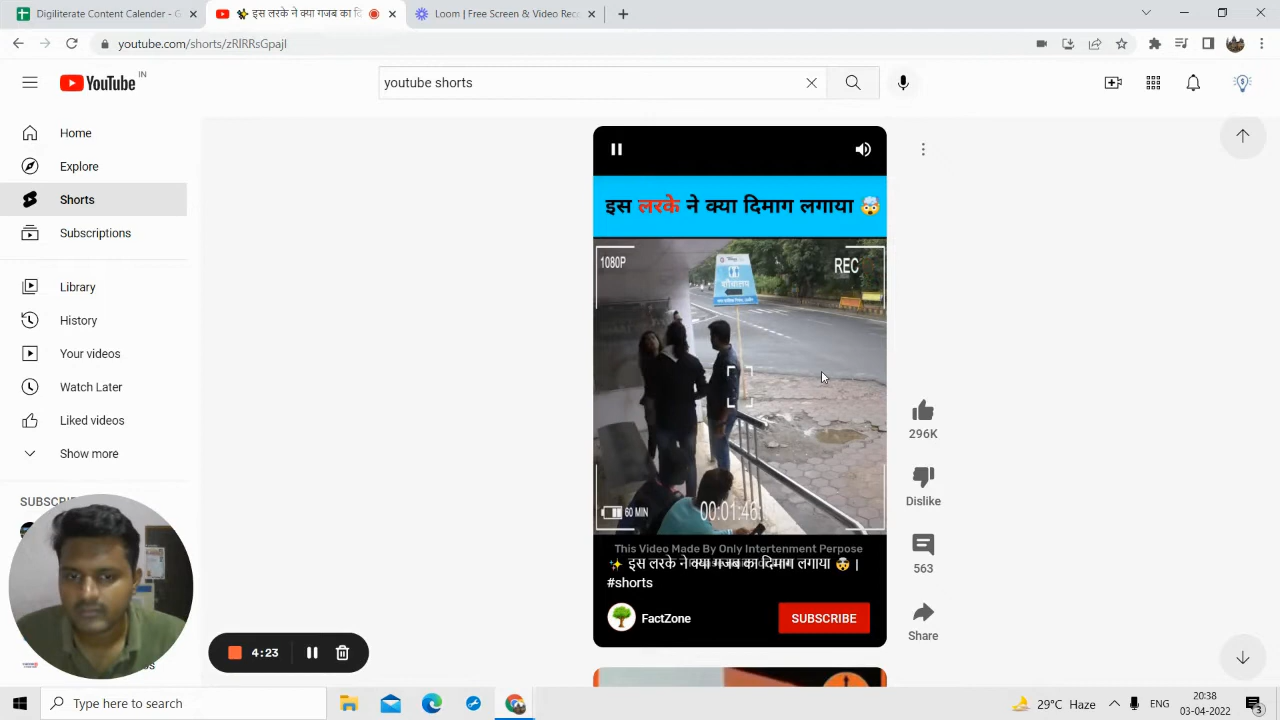 Digiliterate Content Calender - G
✨ इस लरके ने क्या गजब का दि
Loom | Free Screen & Video Rec
youtube.com/shorts/zRlRRsGpajI
YouTube IN
youtube shorts
Home
Explore
Shorts
Subscriptions
Library
History
Your videos
Watch Later
Liked videos
Show more
SUBSCRI
इस लरके ने क्या दिमाग लगाया 🤯
1080P
REC
शौचालय
60 MIN
00:01:46:
This Video Made By Only Intertenment Perpose
✨ इस लरके ने क्या गजब का दिमाग लगाया 🤯 |
#shorts
FactZone
SUBSCRIBE
296K
Dislike
563
Share
4:23
Type here to search
29°C Haze
ENG
20:38
03-04-2022
3